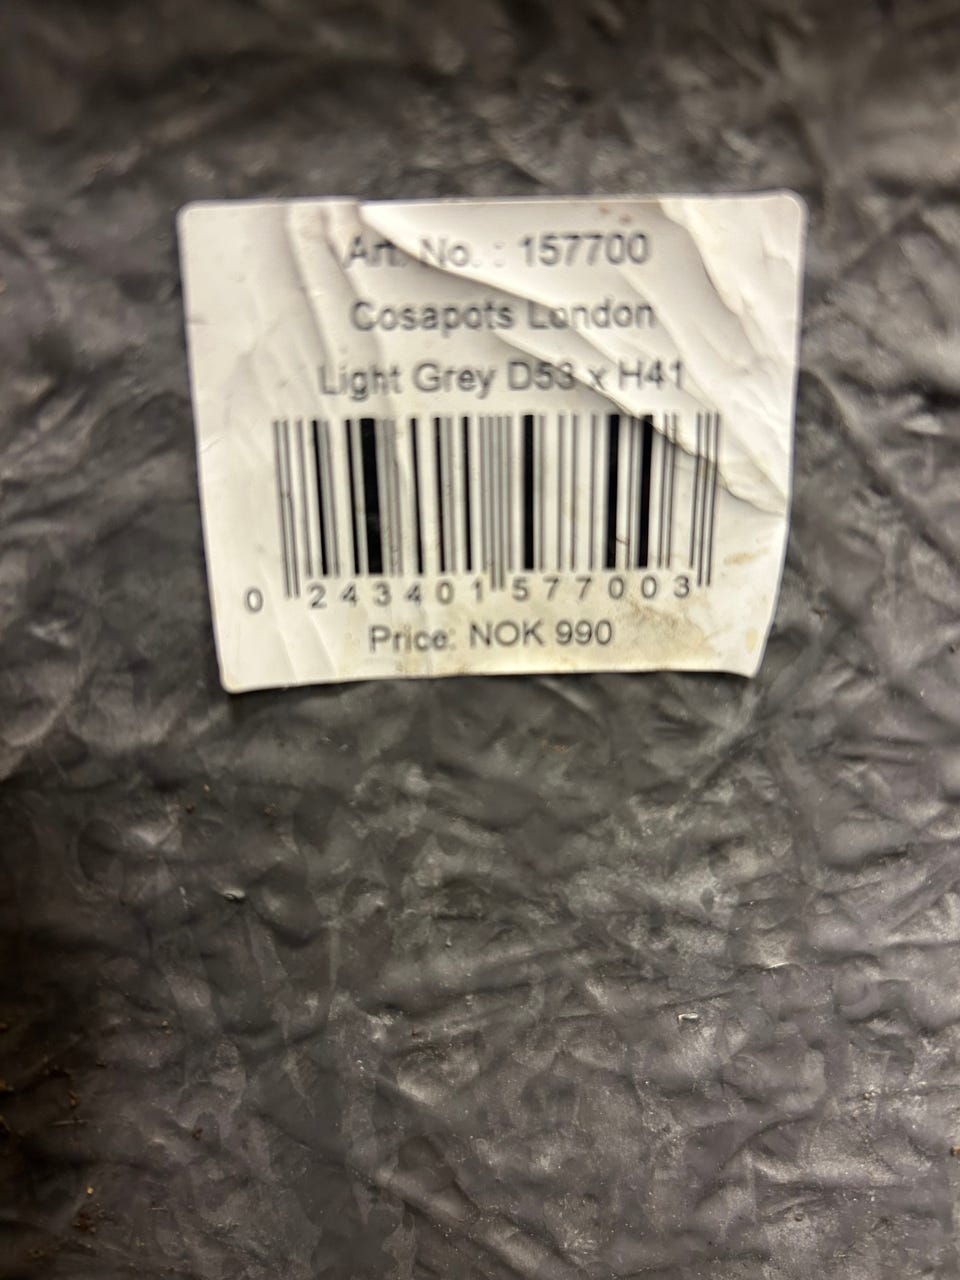 Art. No. : 157700
Cosapots London
Light Grey D53 x H41
0 243401 577003
Price: NOK 990